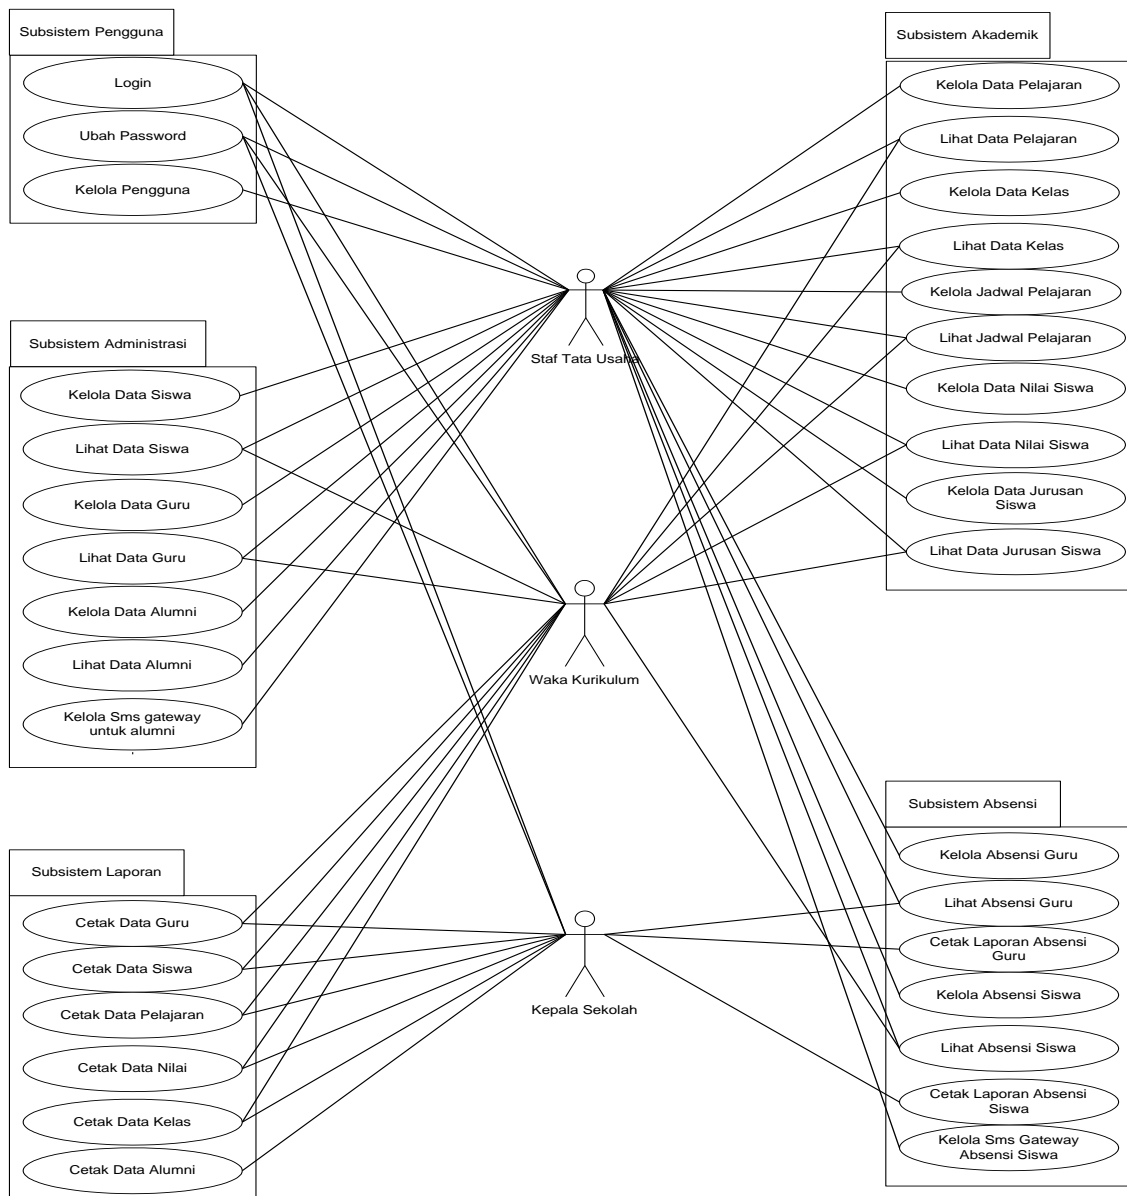 Subsistem Pengguna
Login
Ubah Password
Kelola Pengguna
Subsistem Administrasi
Kelola Data Siswa
Lihat Data Siswa
Kelola Data Guru
Lihat Data Guru
Kelola Data Alumni
Lihat Data Alumni
Kelola Sms gateway
untuk alumni
Subsistem Laporan
Cetak Data Guru
Cetak Data Siswa
Cetak Data Pelajaran
Cetak Data Nilai
Cetak Data Kelas
Cetak Data Alumni
Staf Tata Usaha
Waka Kurikulum
Kepala Sekolah
Subsistem Akademik
Kelola Data Pelajaran
Lihat Data Pelajaran
Kelola Data Kelas
Lihat Data Kelas
Kelola Jadwal Pelajaran
Lihat Jadwal Pelajaran
Kelola Data Nilai Siswa
Lihat Data Nilai Siswa
Kelola Data Jurusan
Siswa
Lihat Data Jurusan Siswa
Subsistem Absensi
Kelola Absensi Guru
Lihat Absensi Guru
Cetak Laporan Absensi
Guru
Kelola Absensi Siswa
Lihat Absensi Siswa
Cetak Laporan Absensi
Siswa
Kelola Sms Gateway
Absensi Siswa